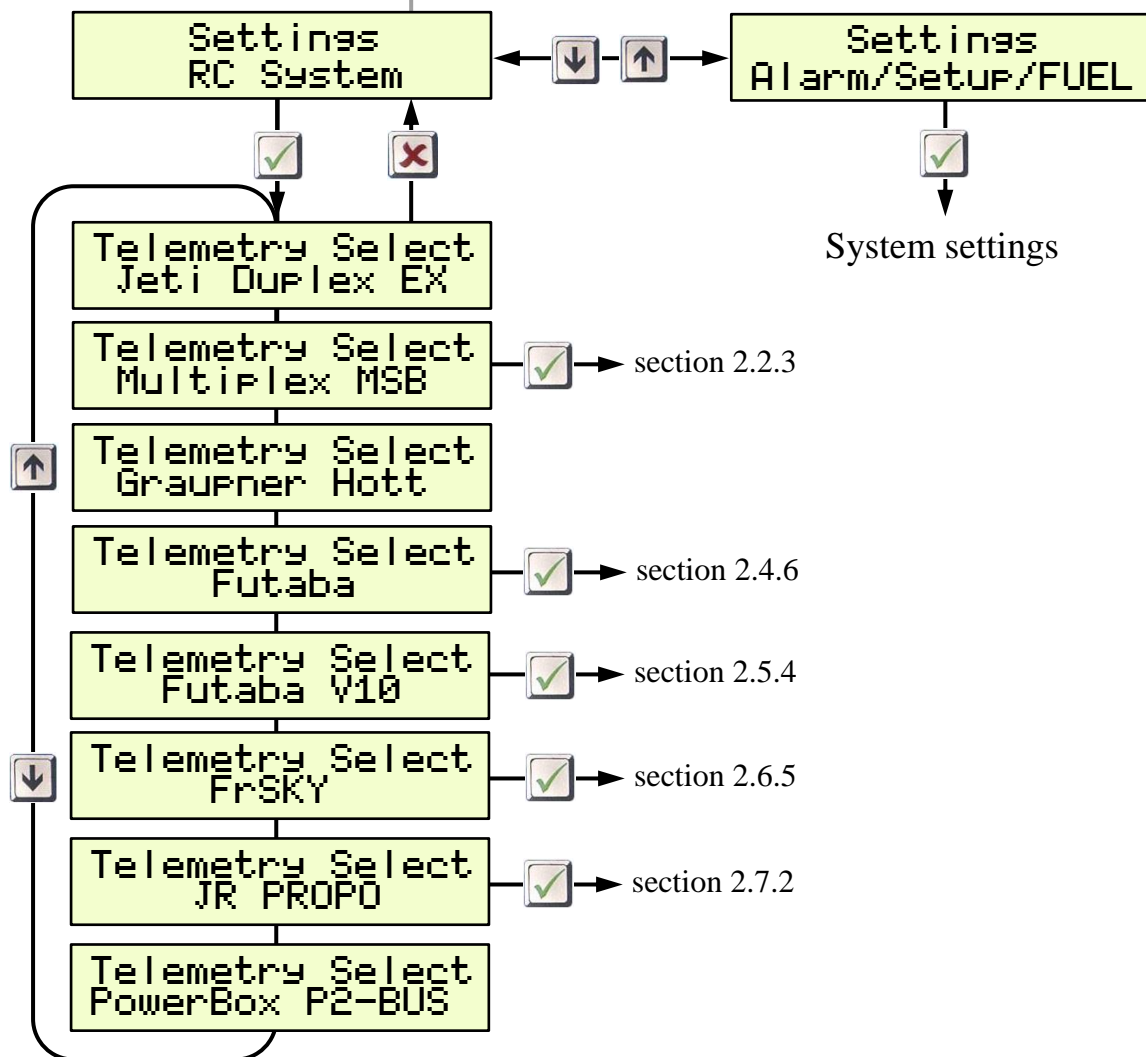 Settings
RC System
Settings
Alarm/Setup/FUEL
System settings
Telemetry Select
Jeti Duplex EX
Telemetry Select
Multiplex MSB
section 2.2.3
Telemetry Select
Graupner Hott
Telemetry Select
Futaba
section 2.4.6
Telemetry Select
Futaba V10
section 2.5.4
Telemetry Select
FrSKY
section 2.6.5
Telemetry Select
JR PROPO
section 2.7.2
Telemetry Select
PowerBox P2-BUS